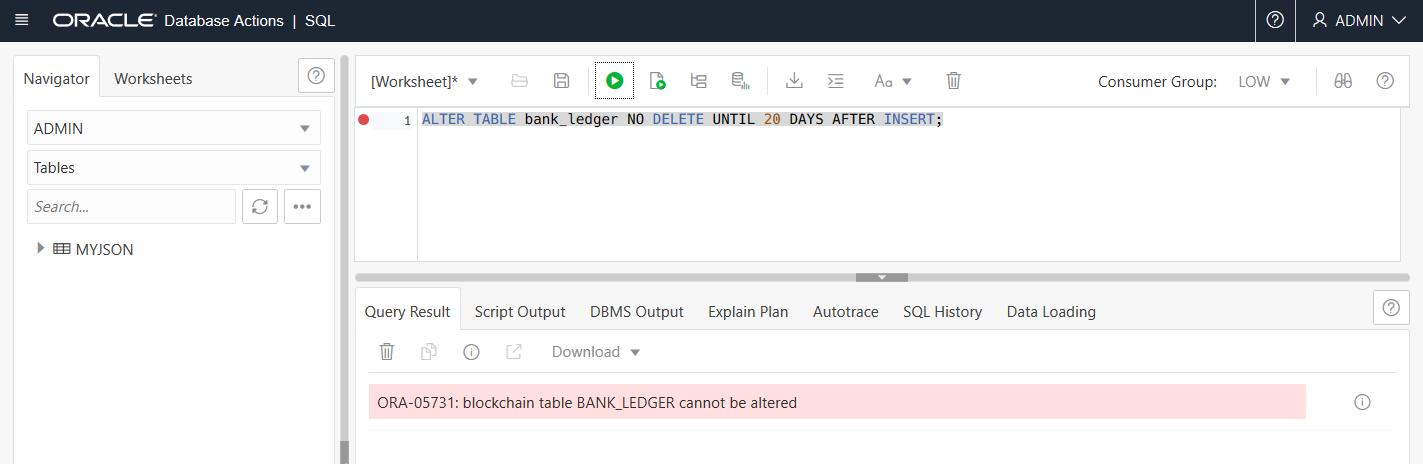 ORACLE Database Actions | SQL
ADMIN
Navigator
Worksheets
[Worksheet]*
Aa
Consumer Group:
LOW
ADMIN
Tables
Search...
MYJSON
1
ALTER TABLE bank_ledger NO DELETE UNTIL 20 DAYS AFTER INSERT;
Query Result
Script Output
DBMS Output
Explain Plan
Autotrace
SQL History
Data Loading
Download
ORA-05731: blockchain table BANK_LEDGER cannot be altered